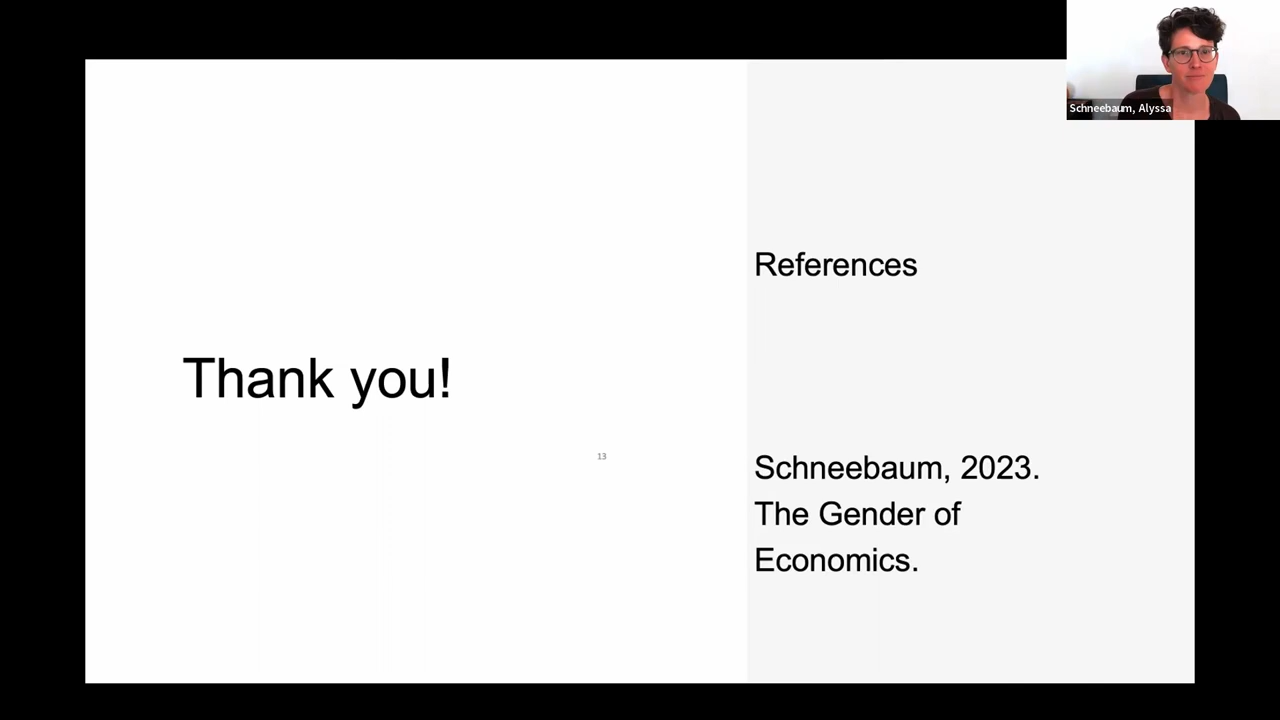 Schneebaum, Alyssa
References
Thank you!
13
Schneebaum, 2023.
The Gender of
Economics.